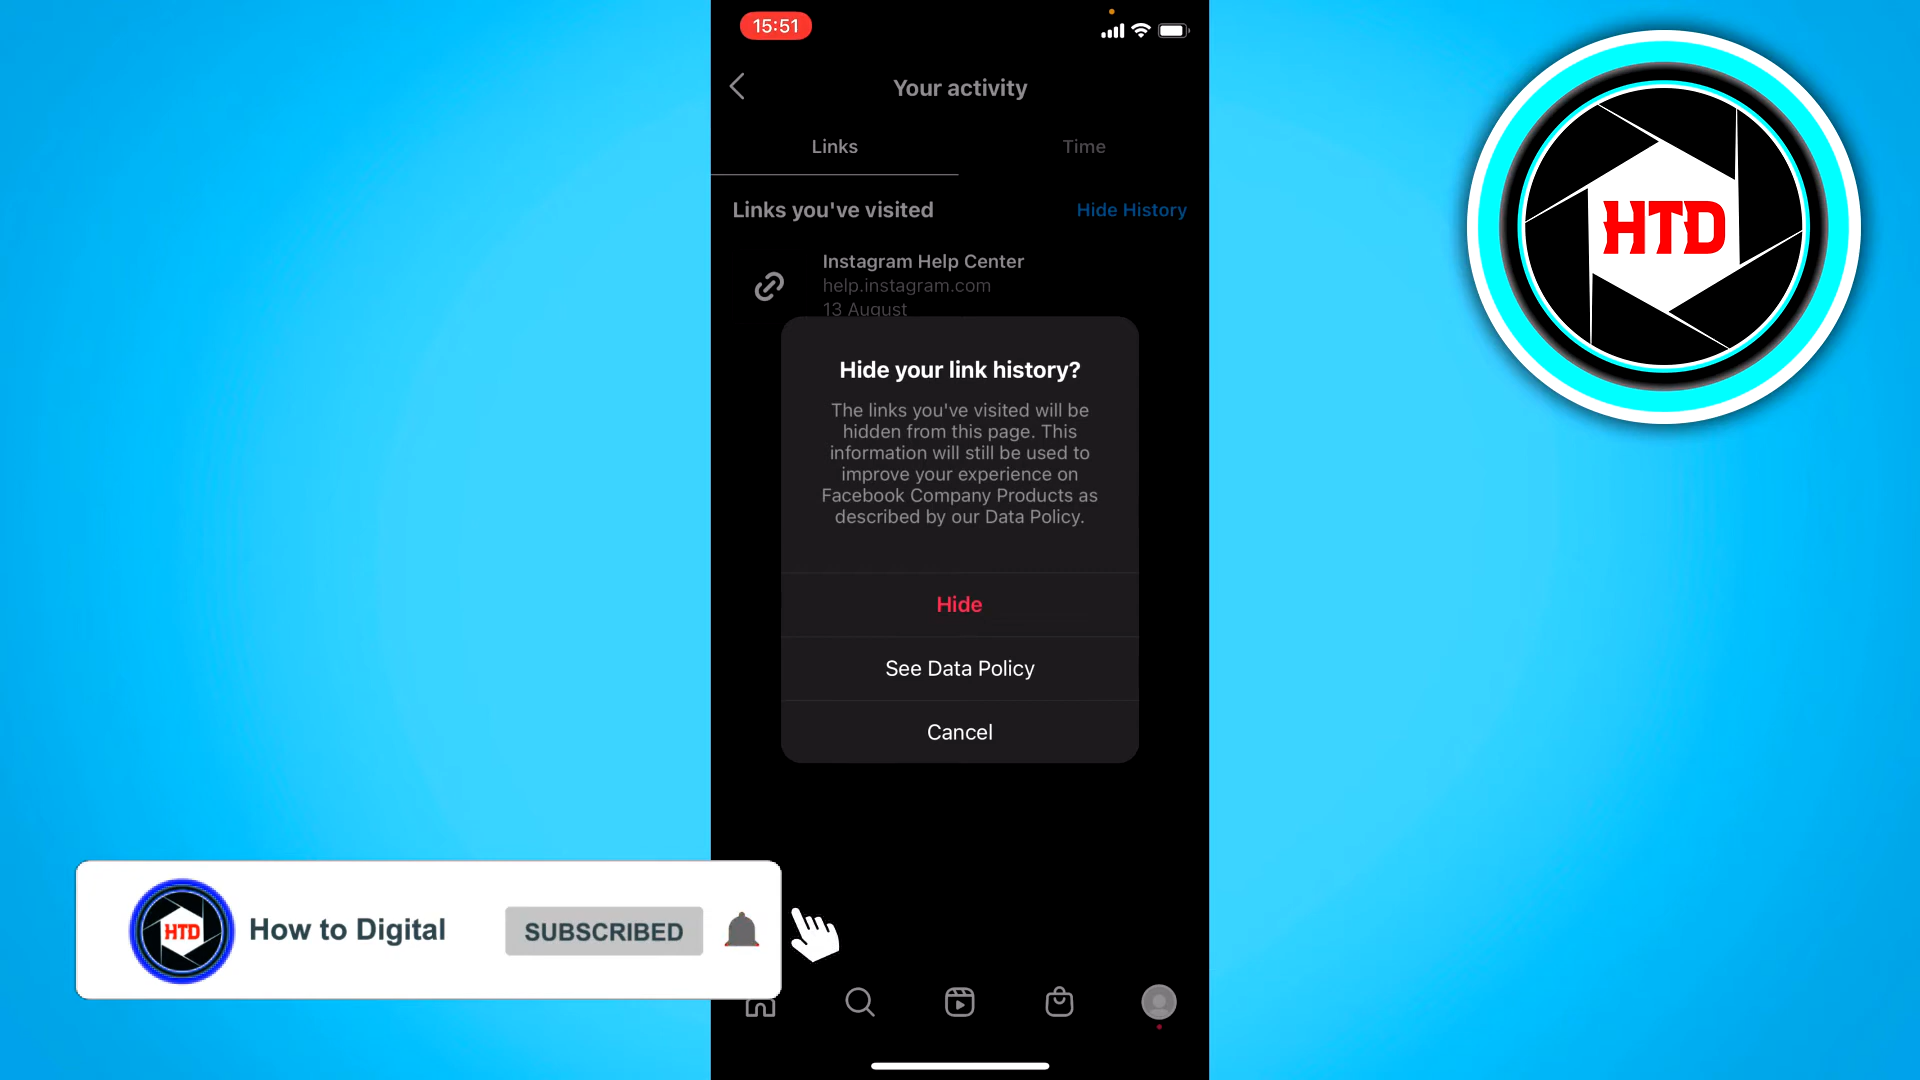 15:51
Your activity
Links
Time
Links you've visited
Hide History
Instagram Help Center
help.instagram.com
13 August
Hide your link history?
The links you've visited will be
hidden from this page. This
information will still be used to
improve your experience on
Facebook Company Products as
described by our Data Policy.
Hide
See Data Policy
Cancel
HTD
HTD
How to Digital
SUBSCRIBED